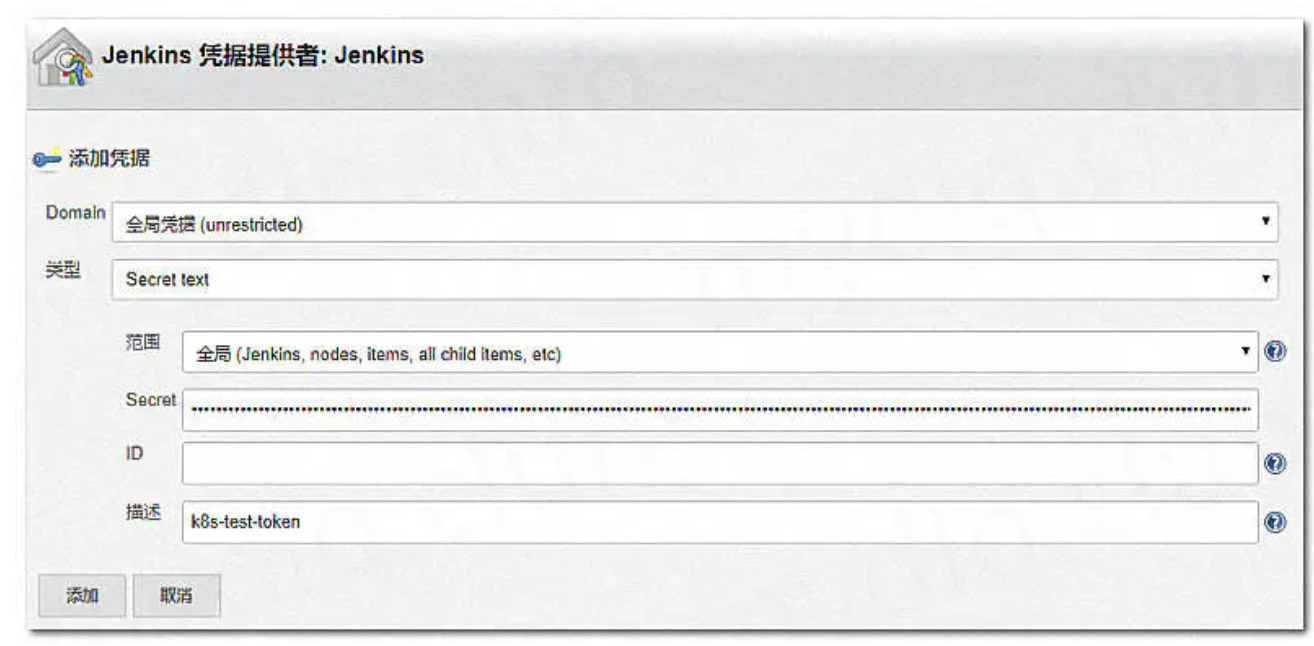 Jenkins 凭据提供者: Jenkins
添加凭据
Domain 全局凭据 (unrestricted)
类型 Secret text
范围 全局 (Jenkins, nodes, items, all child items, etc)
Secret
ID
描述 k8s-test-token
添加 取消